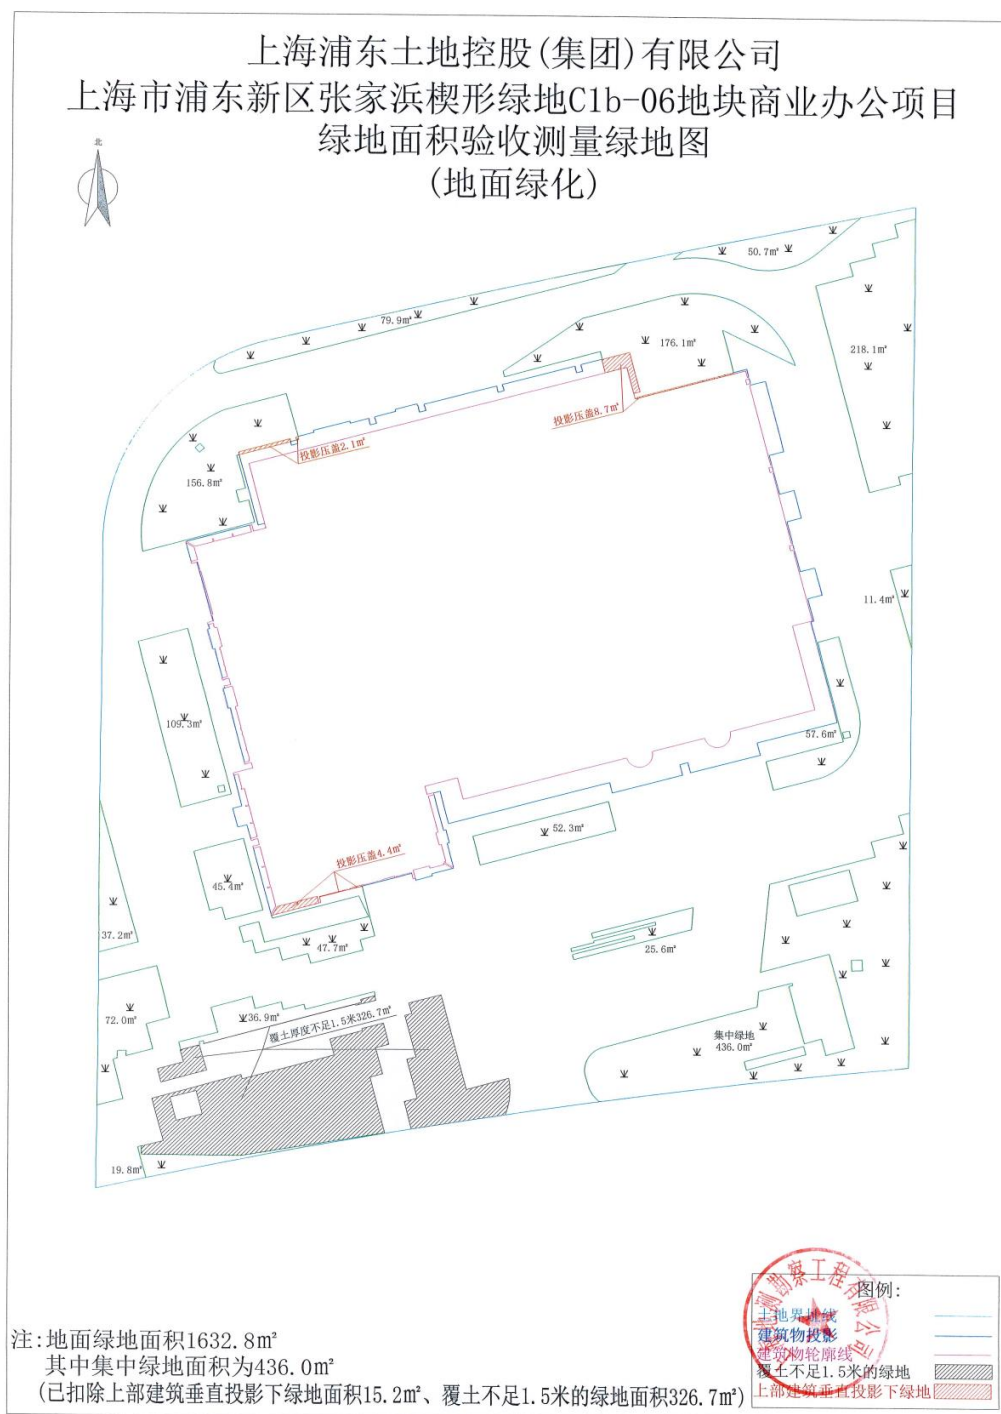 上海浦东土地控股(集团)有限公司
上海市浦东新区张家浜楔形绿地C1b-06地块商业办公项目
绿地面积验收测量绿地图
(地面绿化)
北
50.7㎡
79.9㎡
176.1㎡
218.1㎡
投影压盖8.7㎡
投影压盖2.1㎡
156.8㎡
11.4㎡
109.3㎡
57.6㎡
52.3㎡
投影压盖4.4㎡
45.4㎡
37.2㎡
47.7㎡
25.6㎡
72.0㎡
36.9㎡
覆土厚度不足1.5米326.7㎡
集中绿地
436.0㎡
19.8㎡
图例:
土地界址线
建筑物投影
建筑物轮廓线
覆土不足1.5米的绿地
上部建筑垂直投影下绿地
注:地面绿地面积1632.8㎡
其中集中绿地面积为436.0㎡
(已扣除上部建筑垂直投影下绿地面积15.2㎡、覆土不足1.5米的绿地面积326.7㎡)